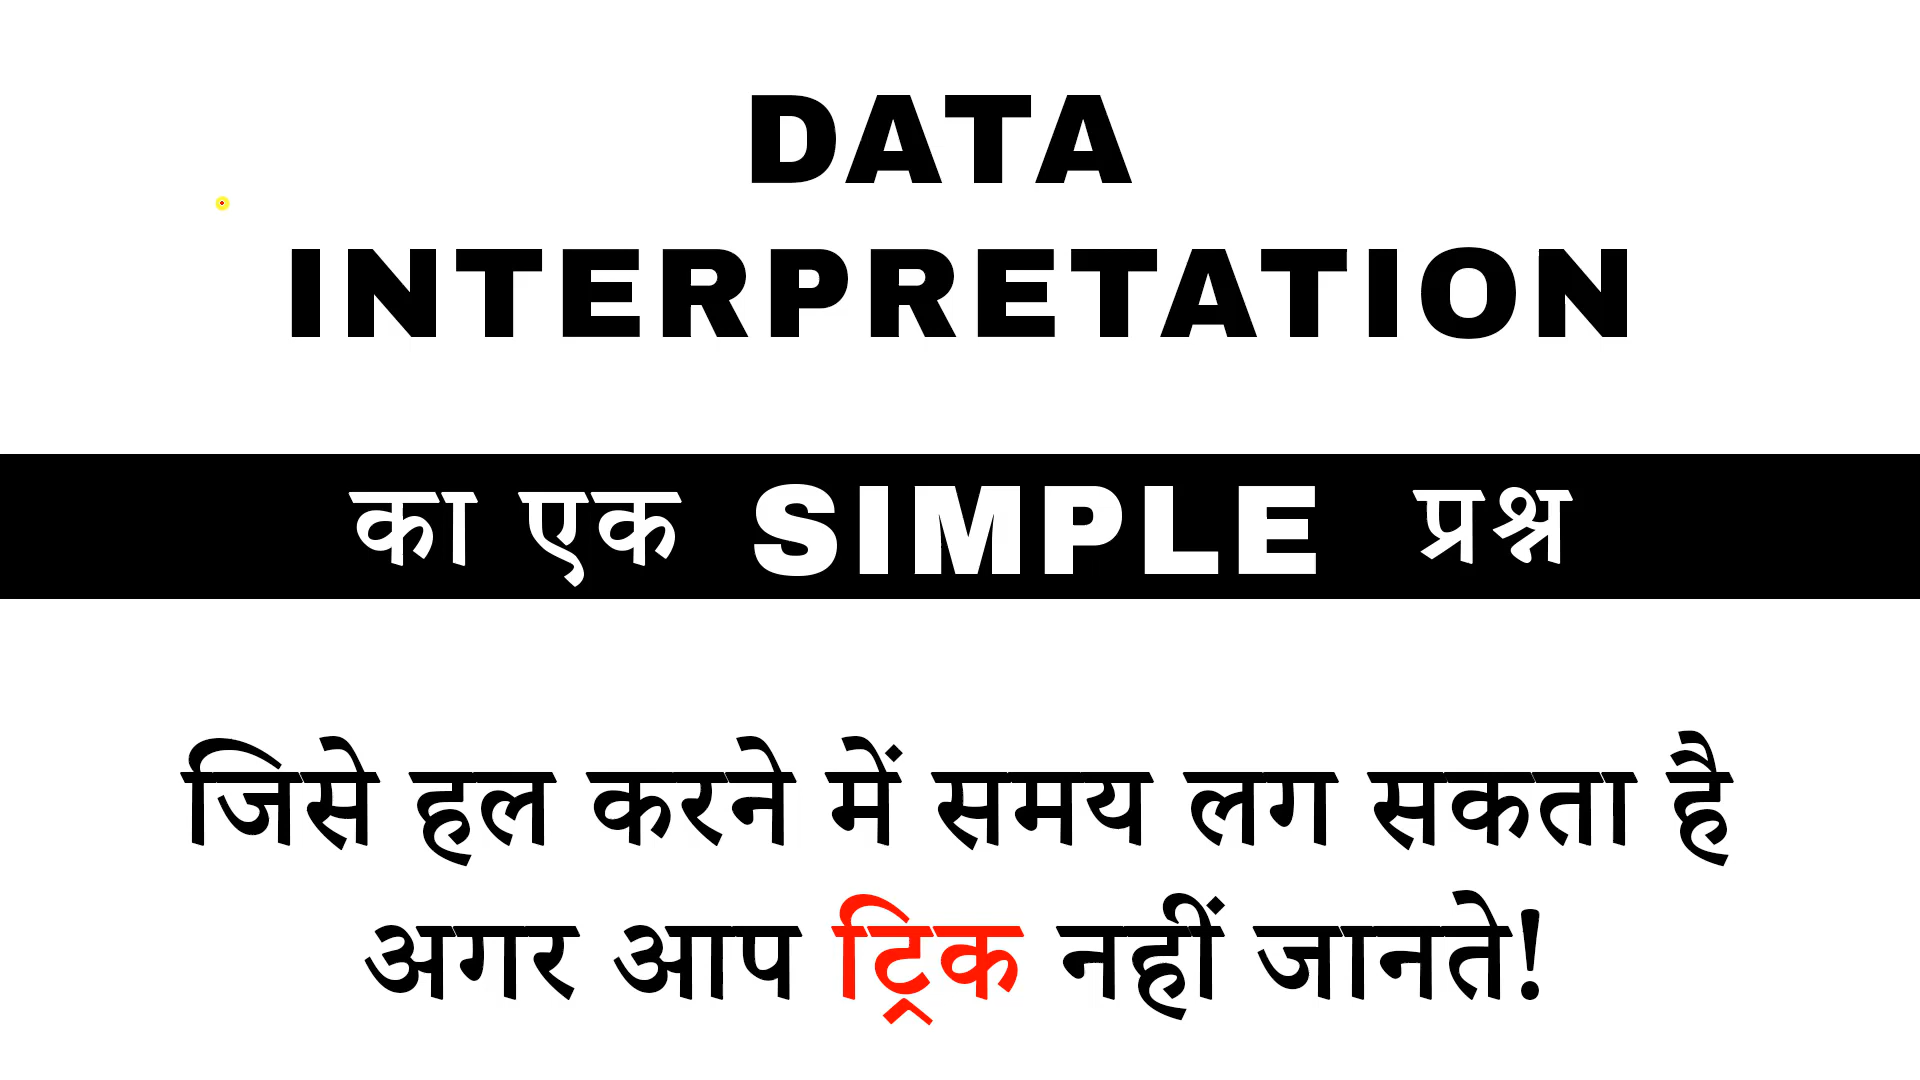 DATA
INTERPRETATION
का एक SIMPLE प्रश्न
जिसे हल करने में समय लग सकता है
अगर आप ट्रिक नहीं जानते!